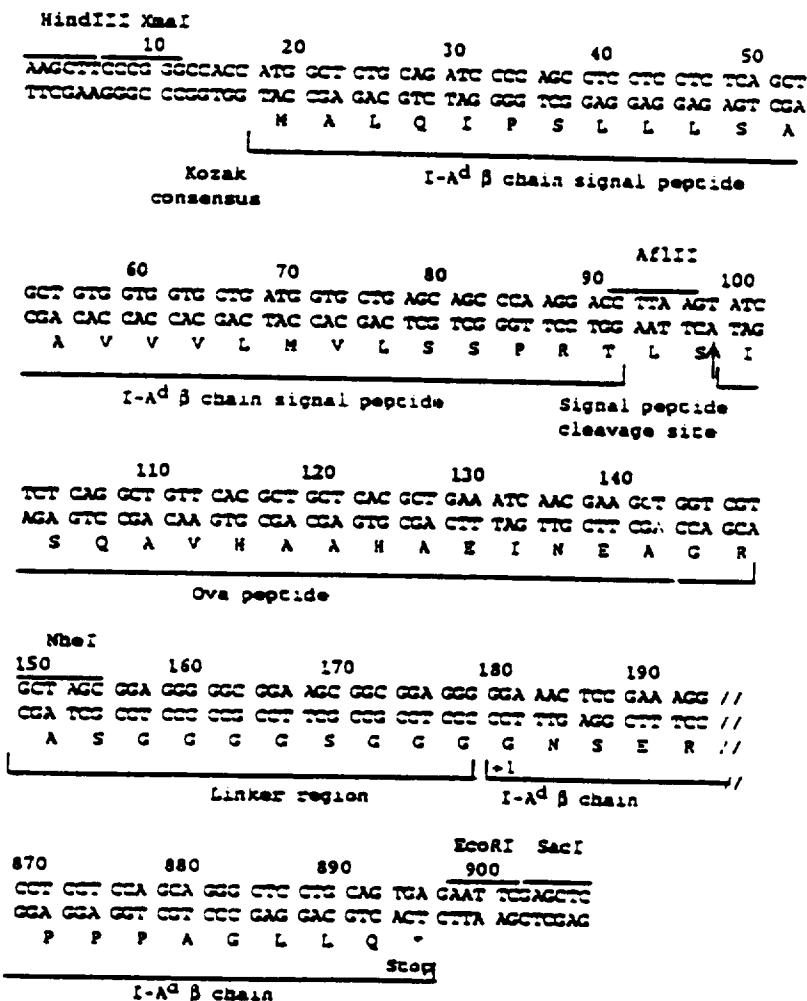 HindIII XmaI
10 20 30 40 50
AAGCTTCCCG GGCCACC ATG GCT CTG CAG ATC CCC AGC CTC CTC CTC TCA GCT
TTCGAAGGGC CCGGTGG TAC CGA GAC GTC TAG GGG TCG GAG GAG GAG AGT CGA
M A L Q I P S L L L S A
Kozak consensus
I-Ad β chain signal peptide
AflII
60 70 80 90 100
GCT GTG GTG GTG CTG ATG GTG CTG AGC AGC CCA AGG ACC TTA AGT ATC
CGA CAC CAC CAC GAC TAC CAC GAC TCG TCG GGT TCC TGG AAT TCA TAG
A V V V L M V L S S P R T L S I
I-Ad β chain signal peptide
Signal peptide cleavage site
110 120 130 140
TCT CAG GCT GTT CAC GCT GCT CAC GCT GAA ATC AAC GAA GCT GGT CGT
AGA GTC CGA CAA GTG CGA CGA GTG CGA CTT TAG TTG CTT CGA CCA GCA
S Q A V H A A H A E I N E A G R
Ova peptide
NheI
150 160 170 180 190
GCT AGC GGA GGG GGC GGA AGC GGC GGA GGG GGA AAC TCC GAA AGG //
CGA TCG CCT CCC CCG CCT TCG CCG CCT CCC CCT TTG AGG CTT TCC //
A S G G G G S G G G G N S E R //
+1
Linker region
I-Ad β chain
//
EcoRI SacI
870 880 890 900
CCT CCT CCA GCA GGG CTC CTG CAG TGA GAATTCGAGCTC
GGA GGA GGT CGT CCC GAG GAC GTC ACT CTTAAGCTCGAG
P P P A G L L Q *
Stop
I-Ad β chain